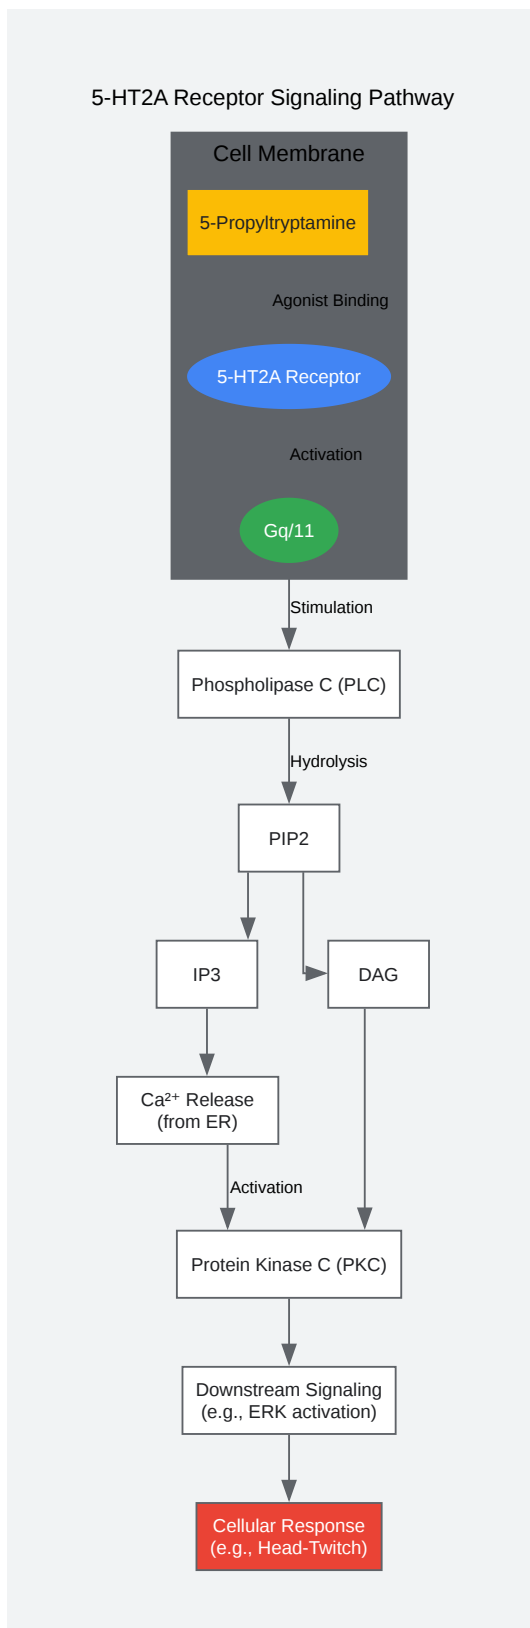 5-HT2A Receptor Signaling Pathway
Cell Membrane
5-Propyltryptamine
Agonist Binding
5-HT2A Receptor
Activation
Gq/11
Stimulation
Phospholipase C (PLC)
Hydrolysis
PIP2
IP3
DAG
Ca²⁺ Release
(from ER)
Activation
Protein Kinase C (PKC)
Downstream Signaling
(e.g., ERK activation)
Cellular Response
(e.g., Head-Twitch)